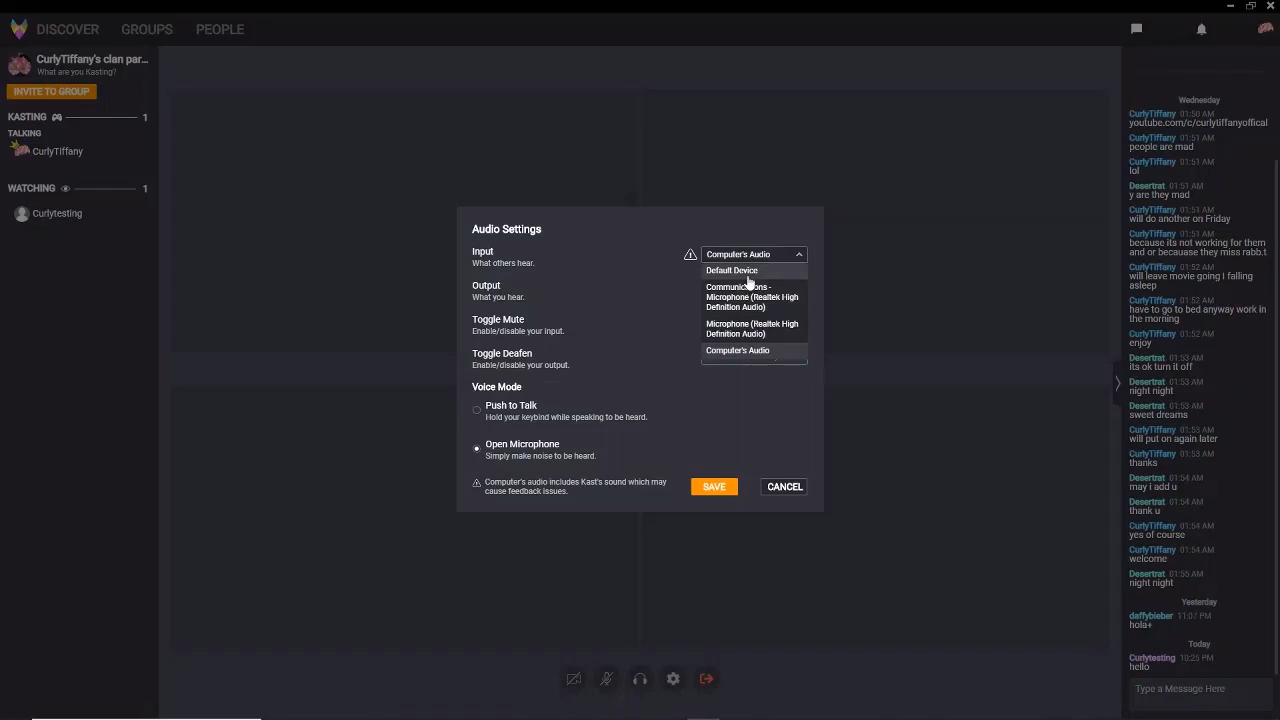 DISCOVER
GROUPS
PEOPLE
CurlyTiffany's clan par...
What are you Kasting?
INVITE TO GROUP
KASTING 1
TALKING
CurlyTiffany
WATCHING 1
Curlytesting
Audio Settings
Input
What others hear.
Computer's Audio
Default Device
Communications -
Microphone (Realtek High
Definition Audio)
Microphone (Realtek High
Definition Audio)
Computer's Audio
Output
What you hear.
Toggle Mute
Enable/disable your input.
Toggle Deafen
Enable/disable your output.
Voice Mode
Push to Talk
Hold your keybind while speaking to be heard.
Open Microphone
Simply make noise to be heard.
Computer's audio includes Kast's sound which may
cause feedback issues.
SAVE
CANCEL
Wednesday
CurlyTiffany 01:50 AM
youtube.com/c/curlytiffanyoffical
CurlyTiffany 01:51 AM
people are mad
CurlyTiffany 01:51 AM
lol
Desertrat 01:51 AM
y are they mad
CurlyTiffany 01:51 AM
will do another on Friday
CurlyTiffany 01:51 AM
because its not working for them
and or becauase they miss rabb.t
CurlyTiffany 01:52 AM
will leave movie going I falling
asleep
CurlyTiffany 01:52 AM
have to go to bed anyway work in
the morning
CurlyTiffany 01:52 AM
enjoy
Desertrat 01:53 AM
its ok turn it off
Desertrat 01:53 AM
night night
Desertrat 01:53 AM
sweet dreams
CurlyTiffany 01:53 AM
will put on again later
CurlyTiffany 01:53 AM
thanks
Desertrat 01:54 AM
may i add u
Desertrat 01:54 AM
thank u
CurlyTiffany 01:54 AM
yes of course
CurlyTiffany 01:54 AM
welcome
Desertrat 01:55 AM
night night
Yesterday
daffybieber 11:07 PM
hola+
Today
Curlytesting 10:25 PM
hello
Type a Message Here